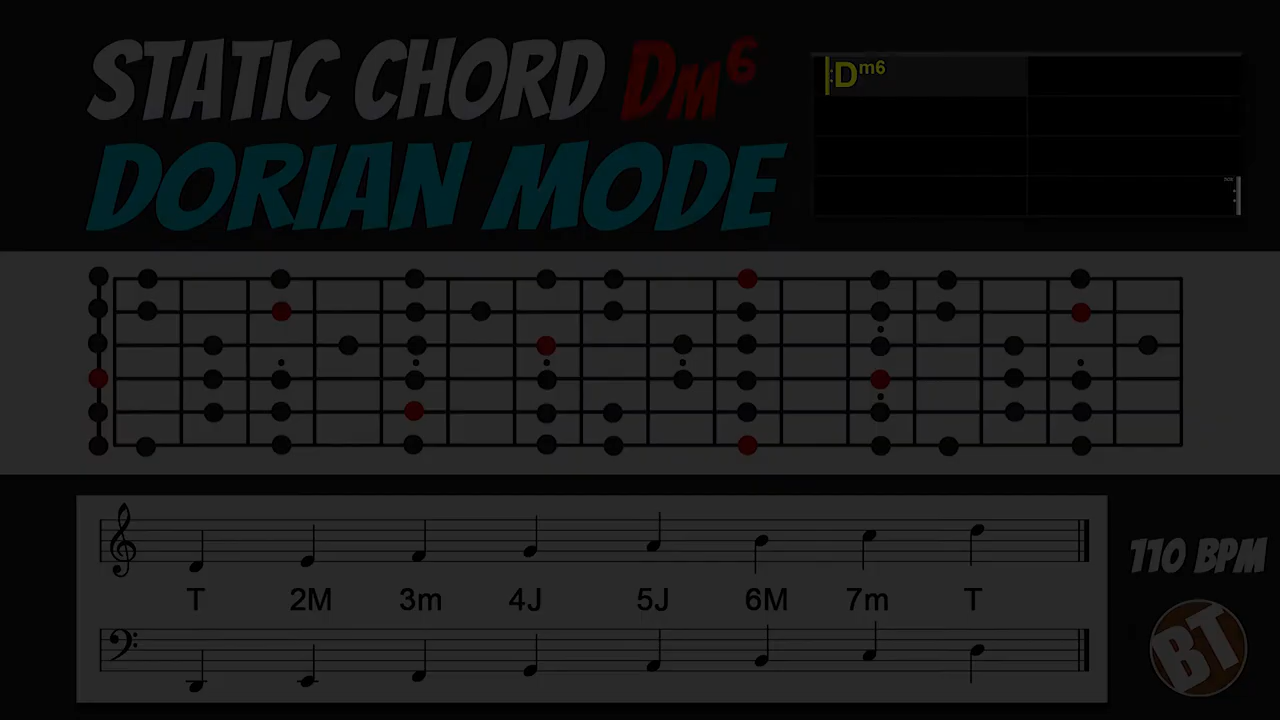 STATIC CHORD Dm6
Dm6
DORIAN MODE
T 2M 3m 4J 5J 6M 7m T
110 BPM
BT